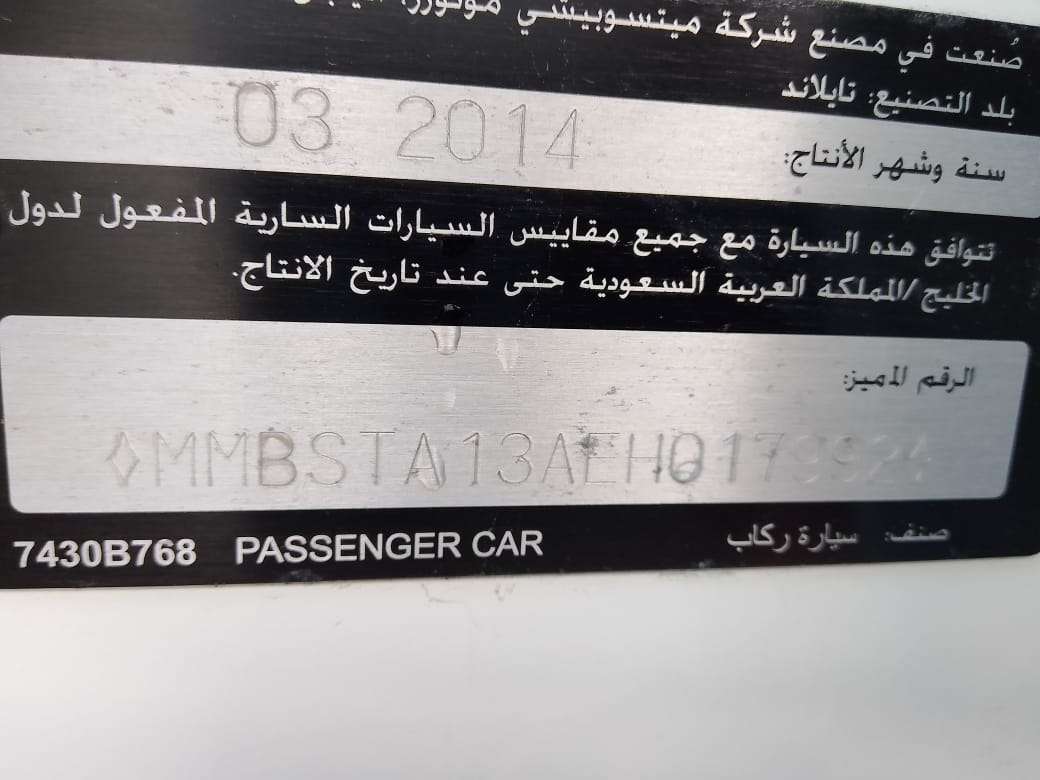 صُنعت في مصنع شركة ميتسوبيشي موتورز،
بلد التصنيع: تايلاند
سنة وشهر الأنتاج: 03 2014
تتوافق هذه السيارة مع جميع مقاييس السيارات السارية المفعول لدول
الخليج/المملكة العربية السعودية حتى عند تاريخ الانتاج.
الرقم المميز:
◊MMBSTA13AEH0179924
صنف: سيارة ركاب
7430B768 PASSENGER CAR